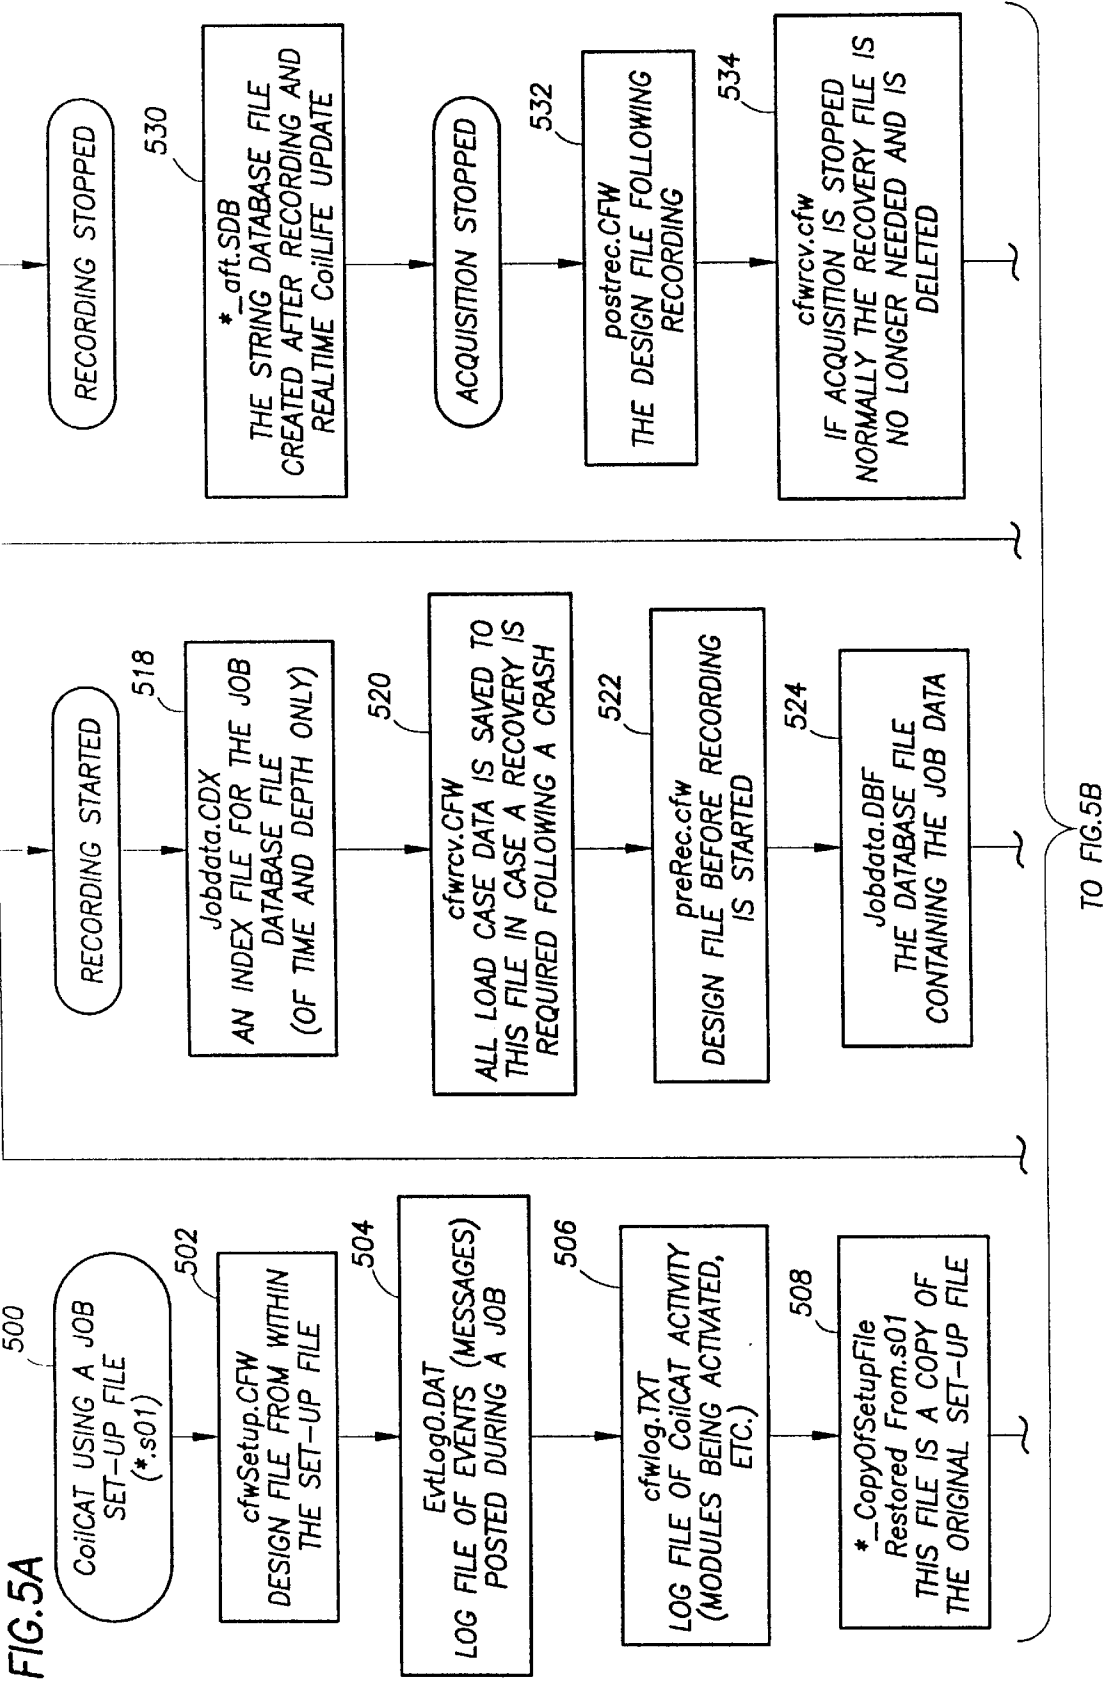 FIG.5A
500
CoilCAT USING A JOB
SET-UP FILE
(*.s01)
502
cfwSetup.CFW
DESIGN FILE FROM WITHIN
THE SET-UP FILE
504
EvtLog0.DAT
LOG FILE OF EVENTS (MESSAGES)
POSTED DURING A JOB
506
cfwlog.TXT
LOG FILE OF CoilCAT ACTIVITY
(MODULES BEING ACTIVATED,
ETC.)
508
*_CopyOfSetupFile
Restored From.s01
THIS FILE IS A COPY OF
THE ORIGINAL SET-UP FILE
RECORDING STARTED
518
Jobdata.CDX
AN INDEX FILE FOR THE JOB
DATABASE FILE
(OF TIME AND DEPTH ONLY)
520
cfwrcv.CFW
ALL LOAD CASE DATA IS SAVED TO
THIS FILE IN CASE A RECOVERY IS
REQUIRED FOLLOWING A CRASH
522
preRec.cfw
DESIGN FILE BEFORE RECORDING
IS STARTED
524
Jobdata.DBF
THE DATABASE FILE
CONTAINING THE JOB DATA
RECORDING STOPPED
530
*_aft.SDB
THE STRING DATABASE FILE
CREATED AFTER RECORDING AND
REALTIME CoilLIFE UPDATE
ACQUISITION STOPPED
532
postrec.CFW
THE DESIGN FILE FOLLOWING
RECORDING
534
cfwrcv.cfw
IF ACQUISITION IS STOPPED
NORMALLY THE RECOVERY FILE IS
NO LONGER NEEDED AND IS
DELETED
TO FIG.5B